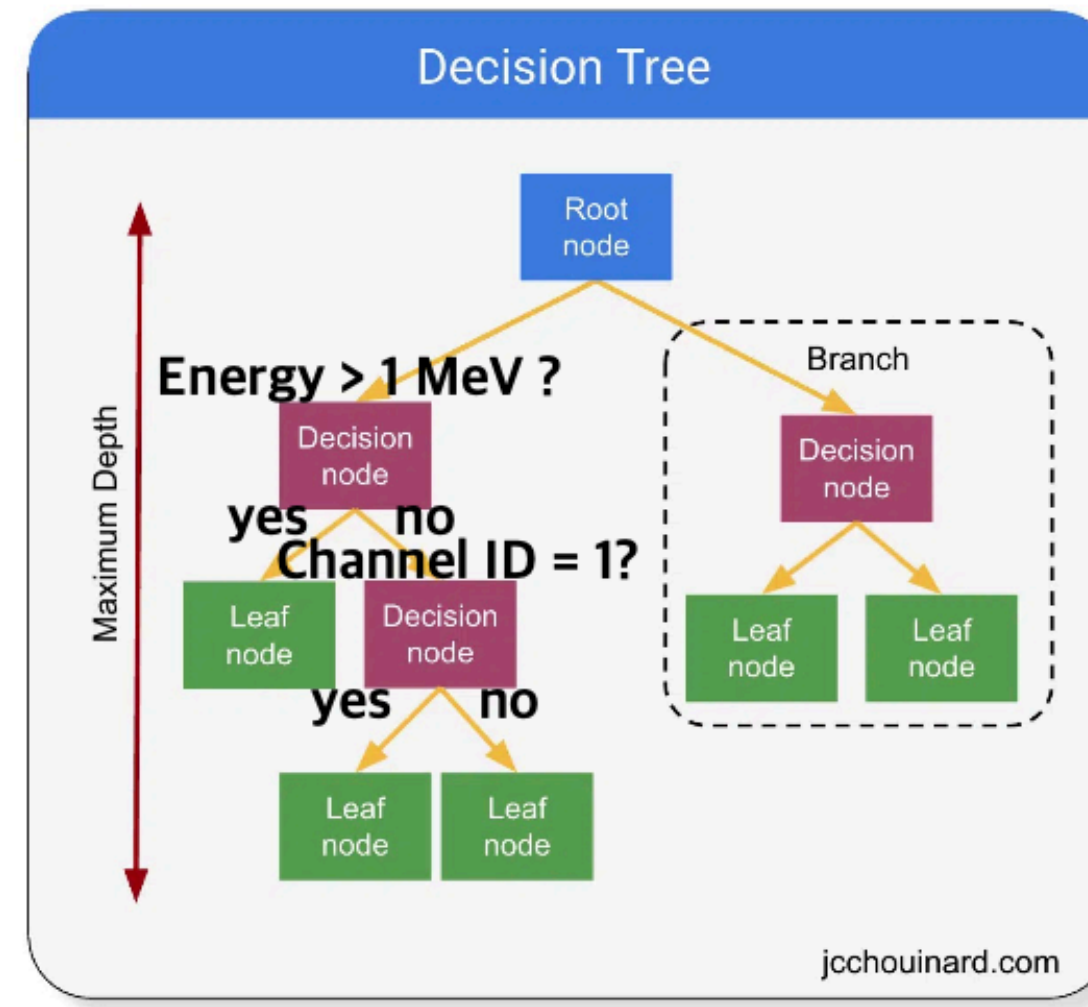 Decision Tree
Root
node
Energy > 1 MeV ?
Branch
Decision
node
Decision
node
yes no
Channel ID = 1?
Maximum Depth
Leaf
node
Decision
node
Leaf
node
Leaf
node
yes no
Leaf
node
Leaf
node
jcchouinard.com